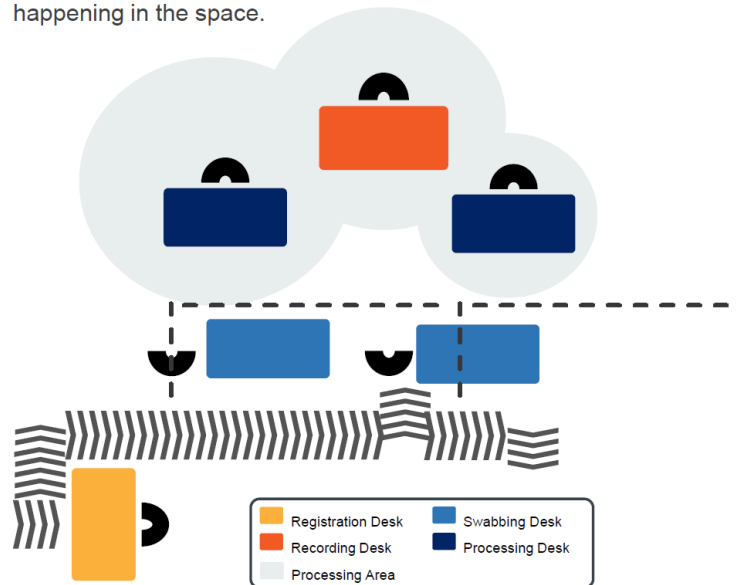 happening in the space.
Registration Desk
Swabbing Desk
Recording Desk
Processing Desk
Processing Area